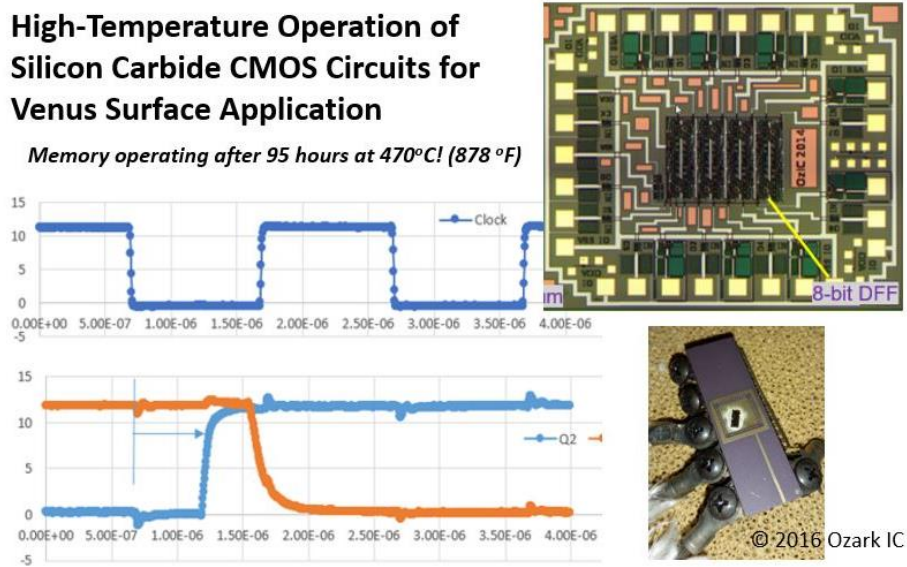 High-Temperature Operation of
Silicon Carbide CMOS Circuits for
Venus Surface Application
Memory operating after 95 hours at 470°C! (878 °F)
15
10
5
0
-5
0.00E+00 5.00E-07 1.00E-06 1.50E-06 2.00E-06 2.50E-06 3.00E-06 3.50E-06 4.00E-06
Clock
15
10
5
0
-5
0.00E+00 5.00E-07 1.00E-06 1.50E-06 2.00E-06 2.50E-06 3.00E-06 3.50E-06 4.00E-06
Q2
OzIC 2014
8-bit DFF
© 2016 Ozark IC